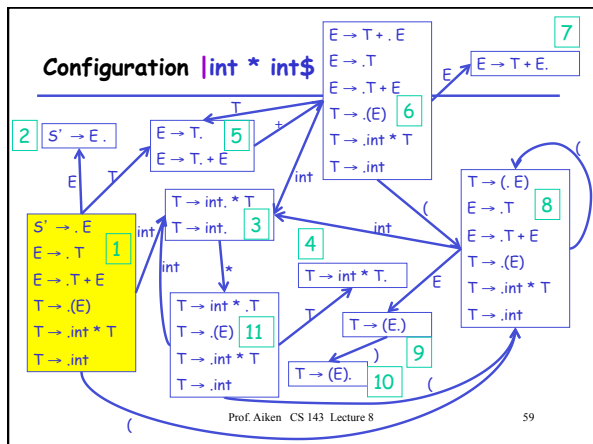 Configuration |int * int$
E → T + . E
E → .T
E → .T + E
T → .(E)
T → .int * T
T → .int
6
7
E → T + E.
E
2
S' → E .
E → T.
E → T. + E
5
T
+
E
T
int
(
(
S' → . E
E → . T
E → .T + E
T → .(E)
T → .int * T
T → .int
1
int
int
T → int. * T
T → int.
3
int
*
4
T → int * T.
T → (. E)
E → .T
E → .T + E
T → .(E)
T → .int * T
T → .int
8
E
T → int * .T
T → .(E)
T → .int * T
T → .int
11
T
T → (E.)
9
)
T → (E).
10
(
(
Prof. Aiken CS 143 Lecture 8
59